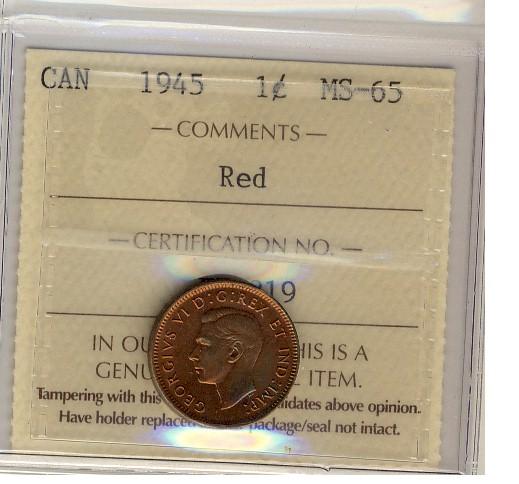 CAN 1945 1¢ MS-65
— COMMENTS —
Red
— CERTIFICATION NO. —
819
IN OU HIS IS A
GENU L ITEM.
Tampering with this idates above opinion.
Have holder replace package/seal not intact.
GEORGIVS VI D:G:REX ET IND:IMP: